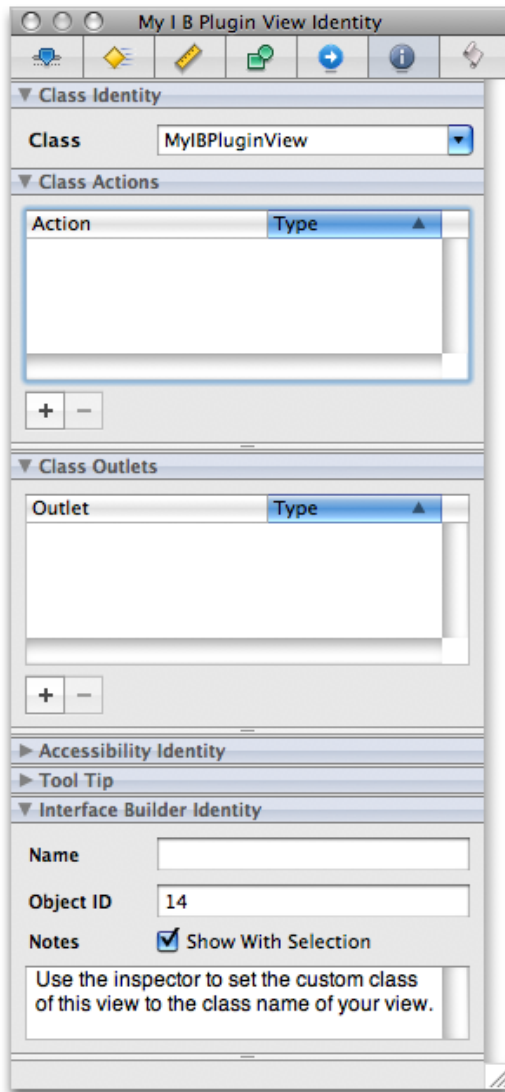 My I B Plugin View Identity
Class Identity
Class MyIBPluginView
Class Actions
Action Type
+ −
Class Outlets
Outlet Type
+ −
Accessibility Identity
Tool Tip
Interface Builder Identity
Name
Object ID 14
Notes Show With Selection
Use the inspector to set the custom class
of this view to the class name of your view.